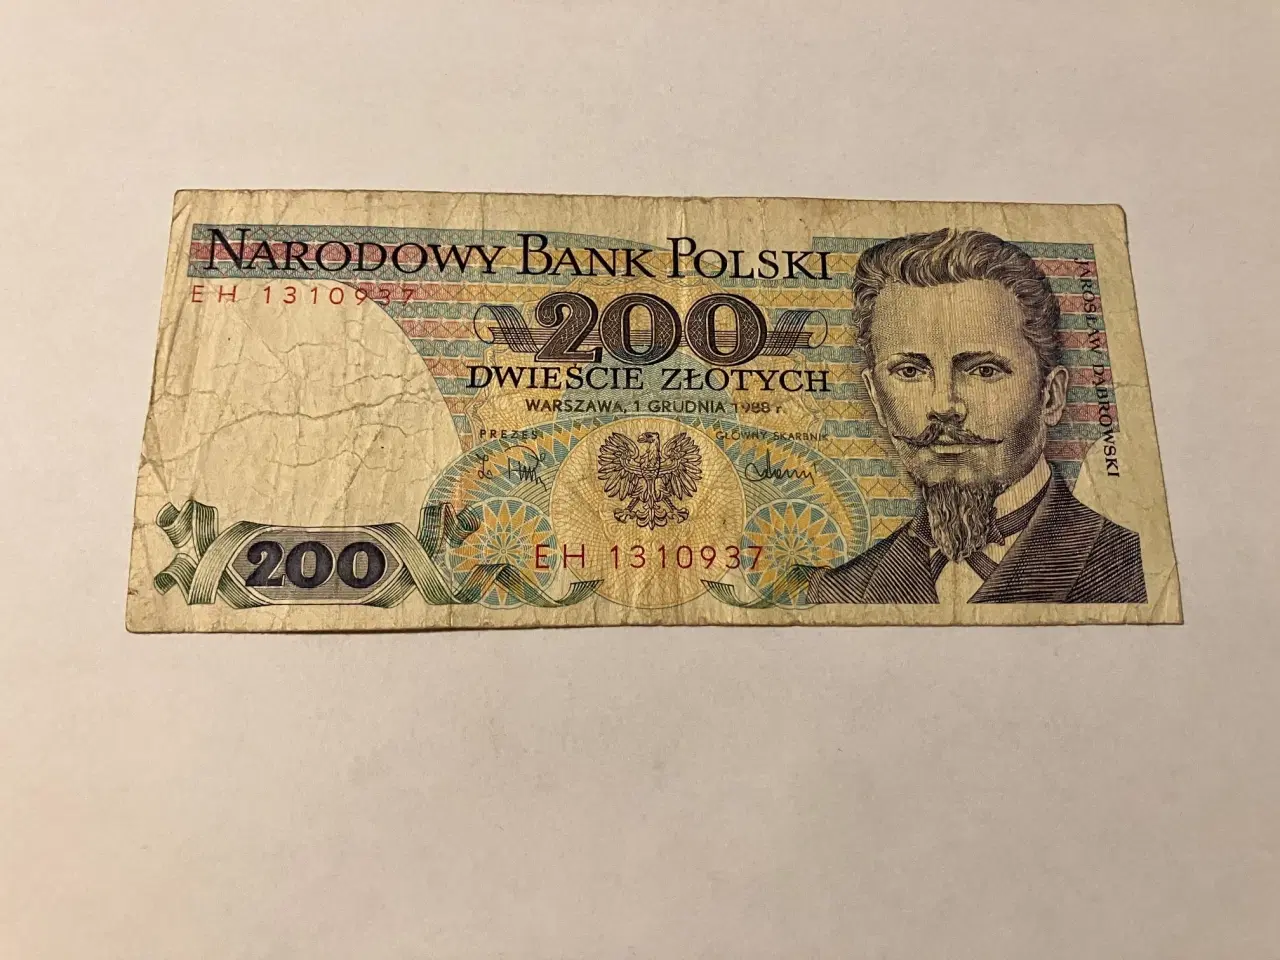 NARODOWY BANK POLSKI
EH 1310937
200
DWIEŚCIE ZŁOTYCH
WARSZAWA, 1 GRUDNIA 1988 r.
PREZES
GŁÓWNY SKARBNIK
EH 1310937
200
JAROSŁAW DĄBROWSKI